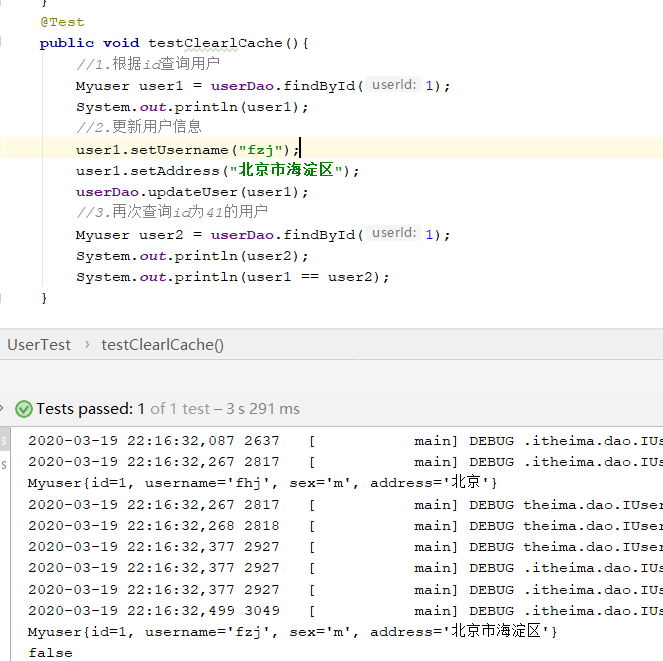 }
@Test
public void testClearlCache(){
//1.根据id查询用户
Myuser user1 = userDao.findById( userId: 1);
System.out.println(user1);
//2.更新用户信息
user1.setUsername("fzj");
user1.setAddress("北京市海淀区");
userDao.updateUser(user1);
//3.再次查询id为41的用户
Myuser user2 = userDao.findById( userId: 1);
System.out.println(user2);
System.out.println(user1 == user2);
}
UserTest › testClearlCache()
Tests passed: 1 of 1 test – 3 s 291 ms
2020-03-19 22:16:32,087 2637 [ main] DEBUG .itheima.dao.IUs
2020-03-19 22:16:32,267 2817 [ main] DEBUG .itheima.dao.IUs
Myuser{id=1, username='fhj', sex='m', address='北京'}
2020-03-19 22:16:32,267 2817 [ main] DEBUG theima.dao.IUser
2020-03-19 22:16:32,268 2818 [ main] DEBUG theima.dao.IUser
2020-03-19 22:16:32,377 2927 [ main] DEBUG theima.dao.IUser
2020-03-19 22:16:32,377 2927 [ main] DEBUG .itheima.dao.IUs
2020-03-19 22:16:32,377 2927 [ main] DEBUG .itheima.dao.IUs
2020-03-19 22:16:32,499 3049 [ main] DEBUG .itheima.dao.IUs
Myuser{id=1, username='fzj', sex='m', address='北京市海淀区'}
false